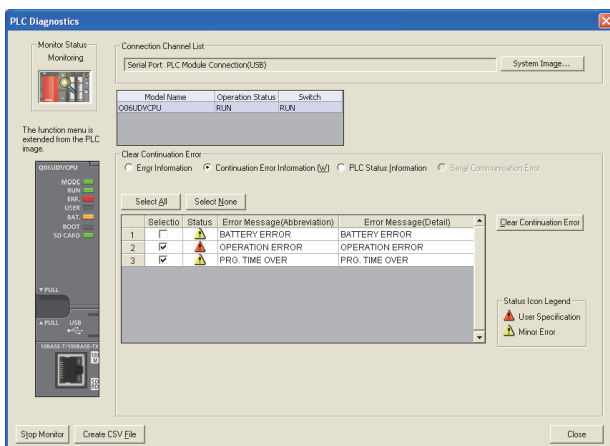 PLC Diagnostics
Monitor Status
Monitoring
Connection Channel List
Serial Port PLC Module Connection(USB)
System Image...
Model Name Operation Status Switch
Q06UDVCPU RUN RUN
The function menu is
extended from the PLC
image.
Q06UDVCPU
MODE
RUN
ERR.
USER
BAT.
BOOT
SD CARD
▼ PULL
▲ PULL USB
10BASE-T/100BASE-TX
100
M
SD
RD
Clear Continuation Error
Error Information Continuation Error Information (W) PLC Status Information Serial Communication Error
Select All Select None
Selectio Status Error Message(Abbreviation) Error Message(Detail)
1 BATTERY ERROR BATTERY ERROR
2 OPERATION ERROR OPERATION ERROR
3 PRG. TIME OVER PRG. TIME OVER
Clear Continuation Error
Status Icon Legend
User Specification
Minor Error
Stop Monitor Create CSV File Close